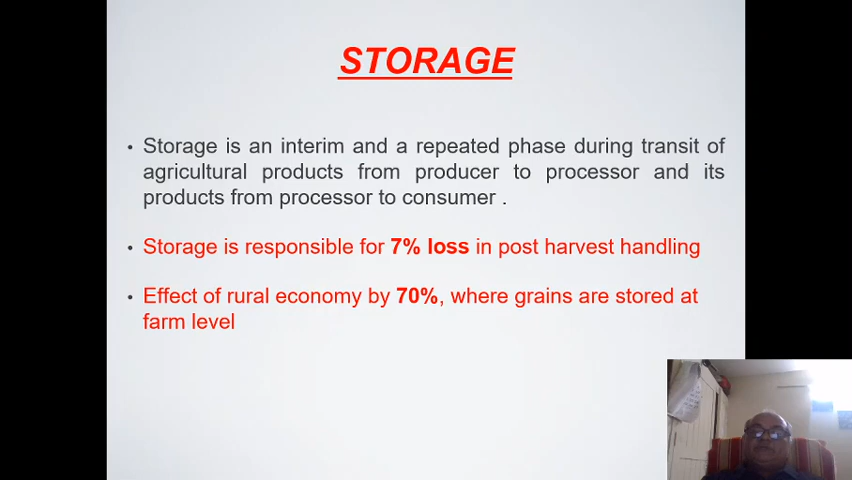 STORAGE
• Storage is an interim and a repeated phase during transit of
agricultural products from producer to processor and its
products from processor to consumer .
• Storage is responsible for 7% loss in post harvest handling
• Effect of rural economy by 70%, where grains are stored at
farm level